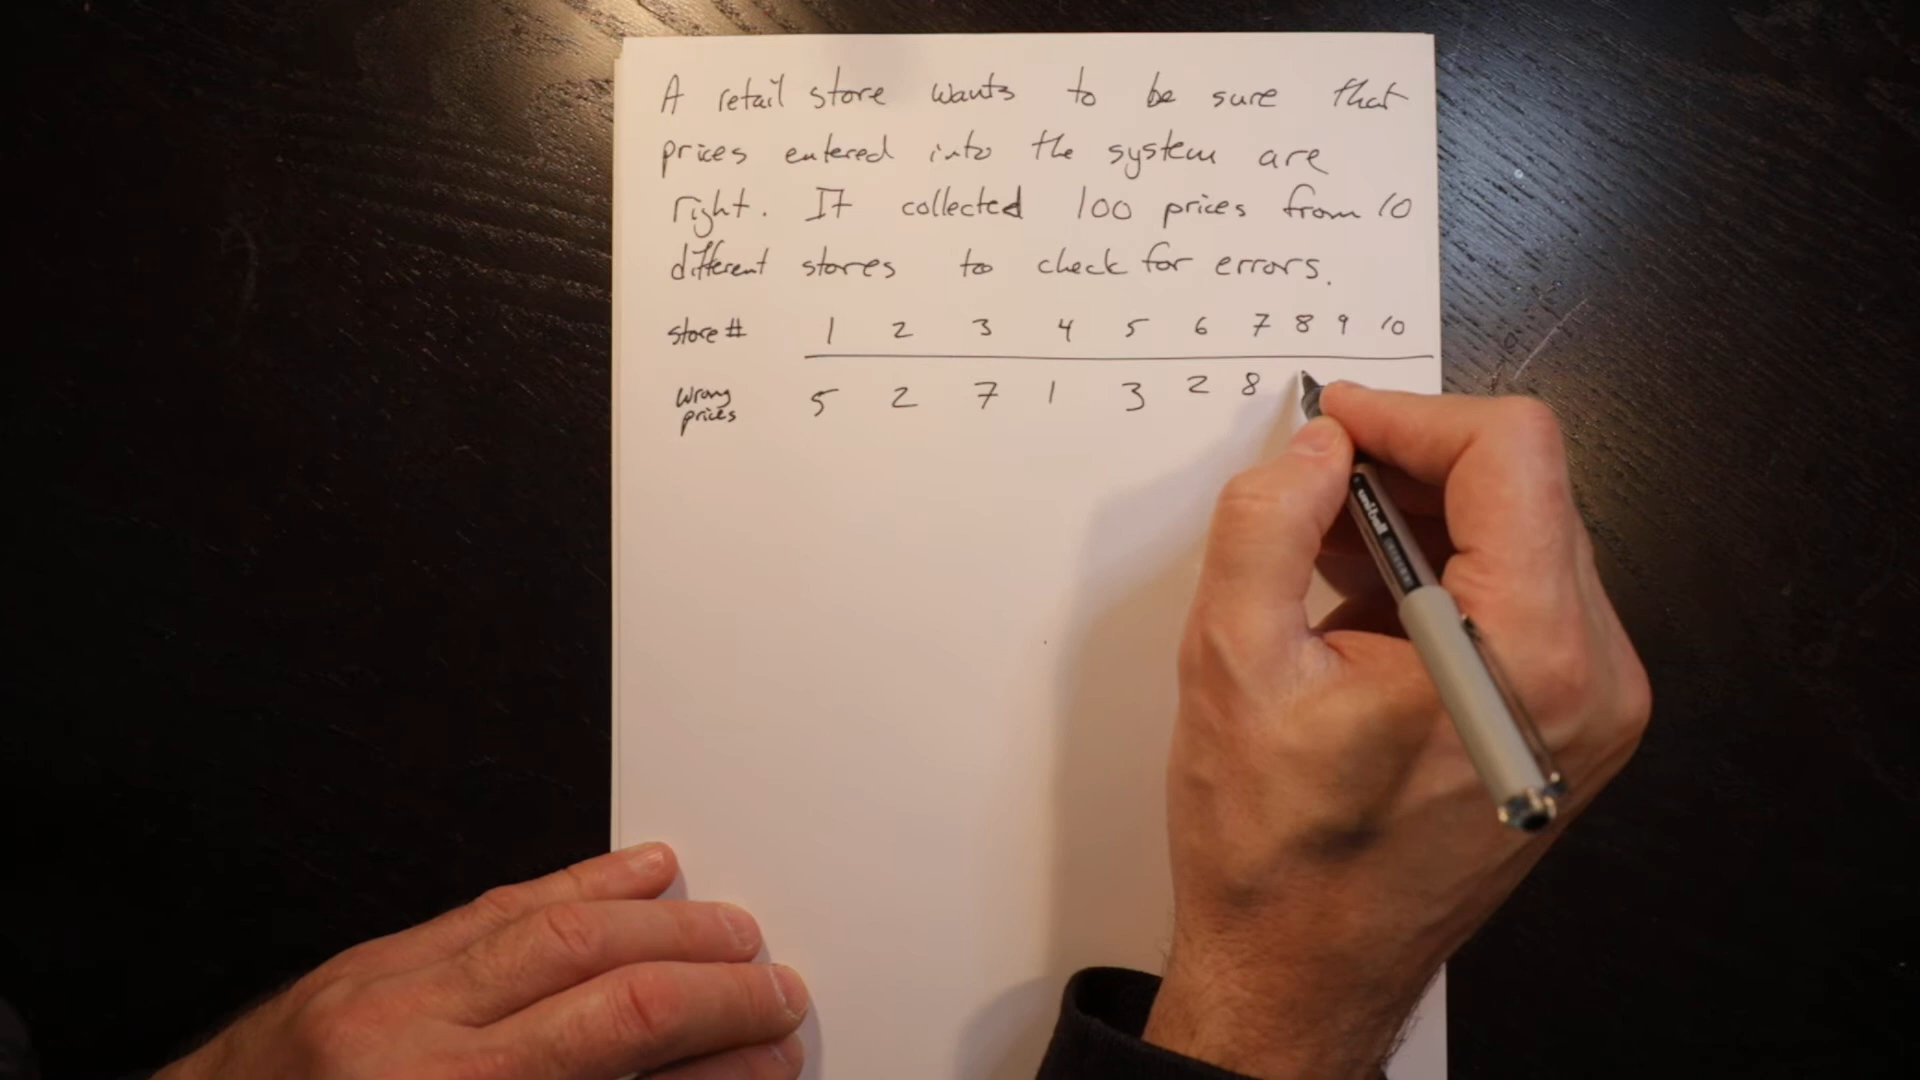 A retail store wants to be sure that
prices entered into the system are
right. It collected 100 prices from 10
different stores to check for errors.
store # 1 2 3 4 5 6 7 8 9 10
Wrong prices 5 2 7 1 3 2 8
uni-ball